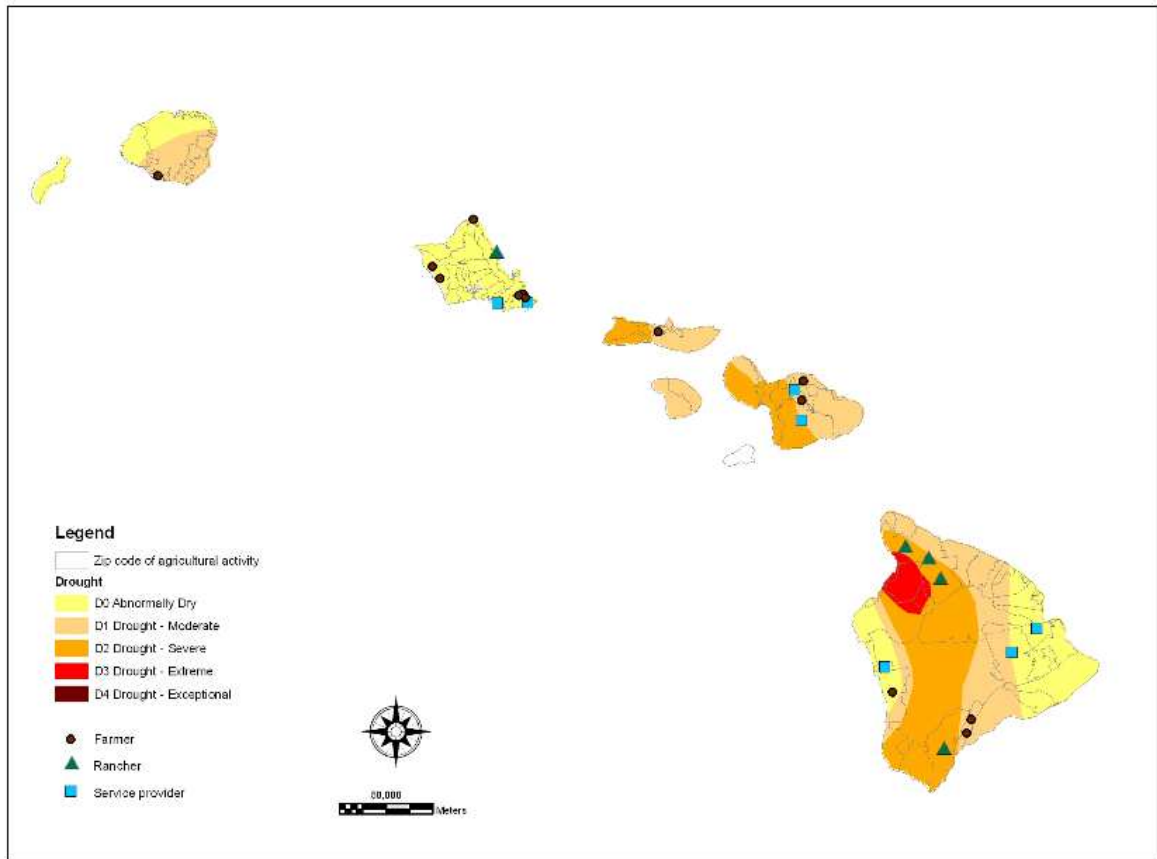 Legend
Zip code of agricultural activity
Drought
D0 Abnormally Dry
D1 Drought - Moderate
D2 Drought - Severe
D3 Drought - Extreme
D4 Drought - Exceptional
Farmer
Rancher
Service provider
80,000
Meters